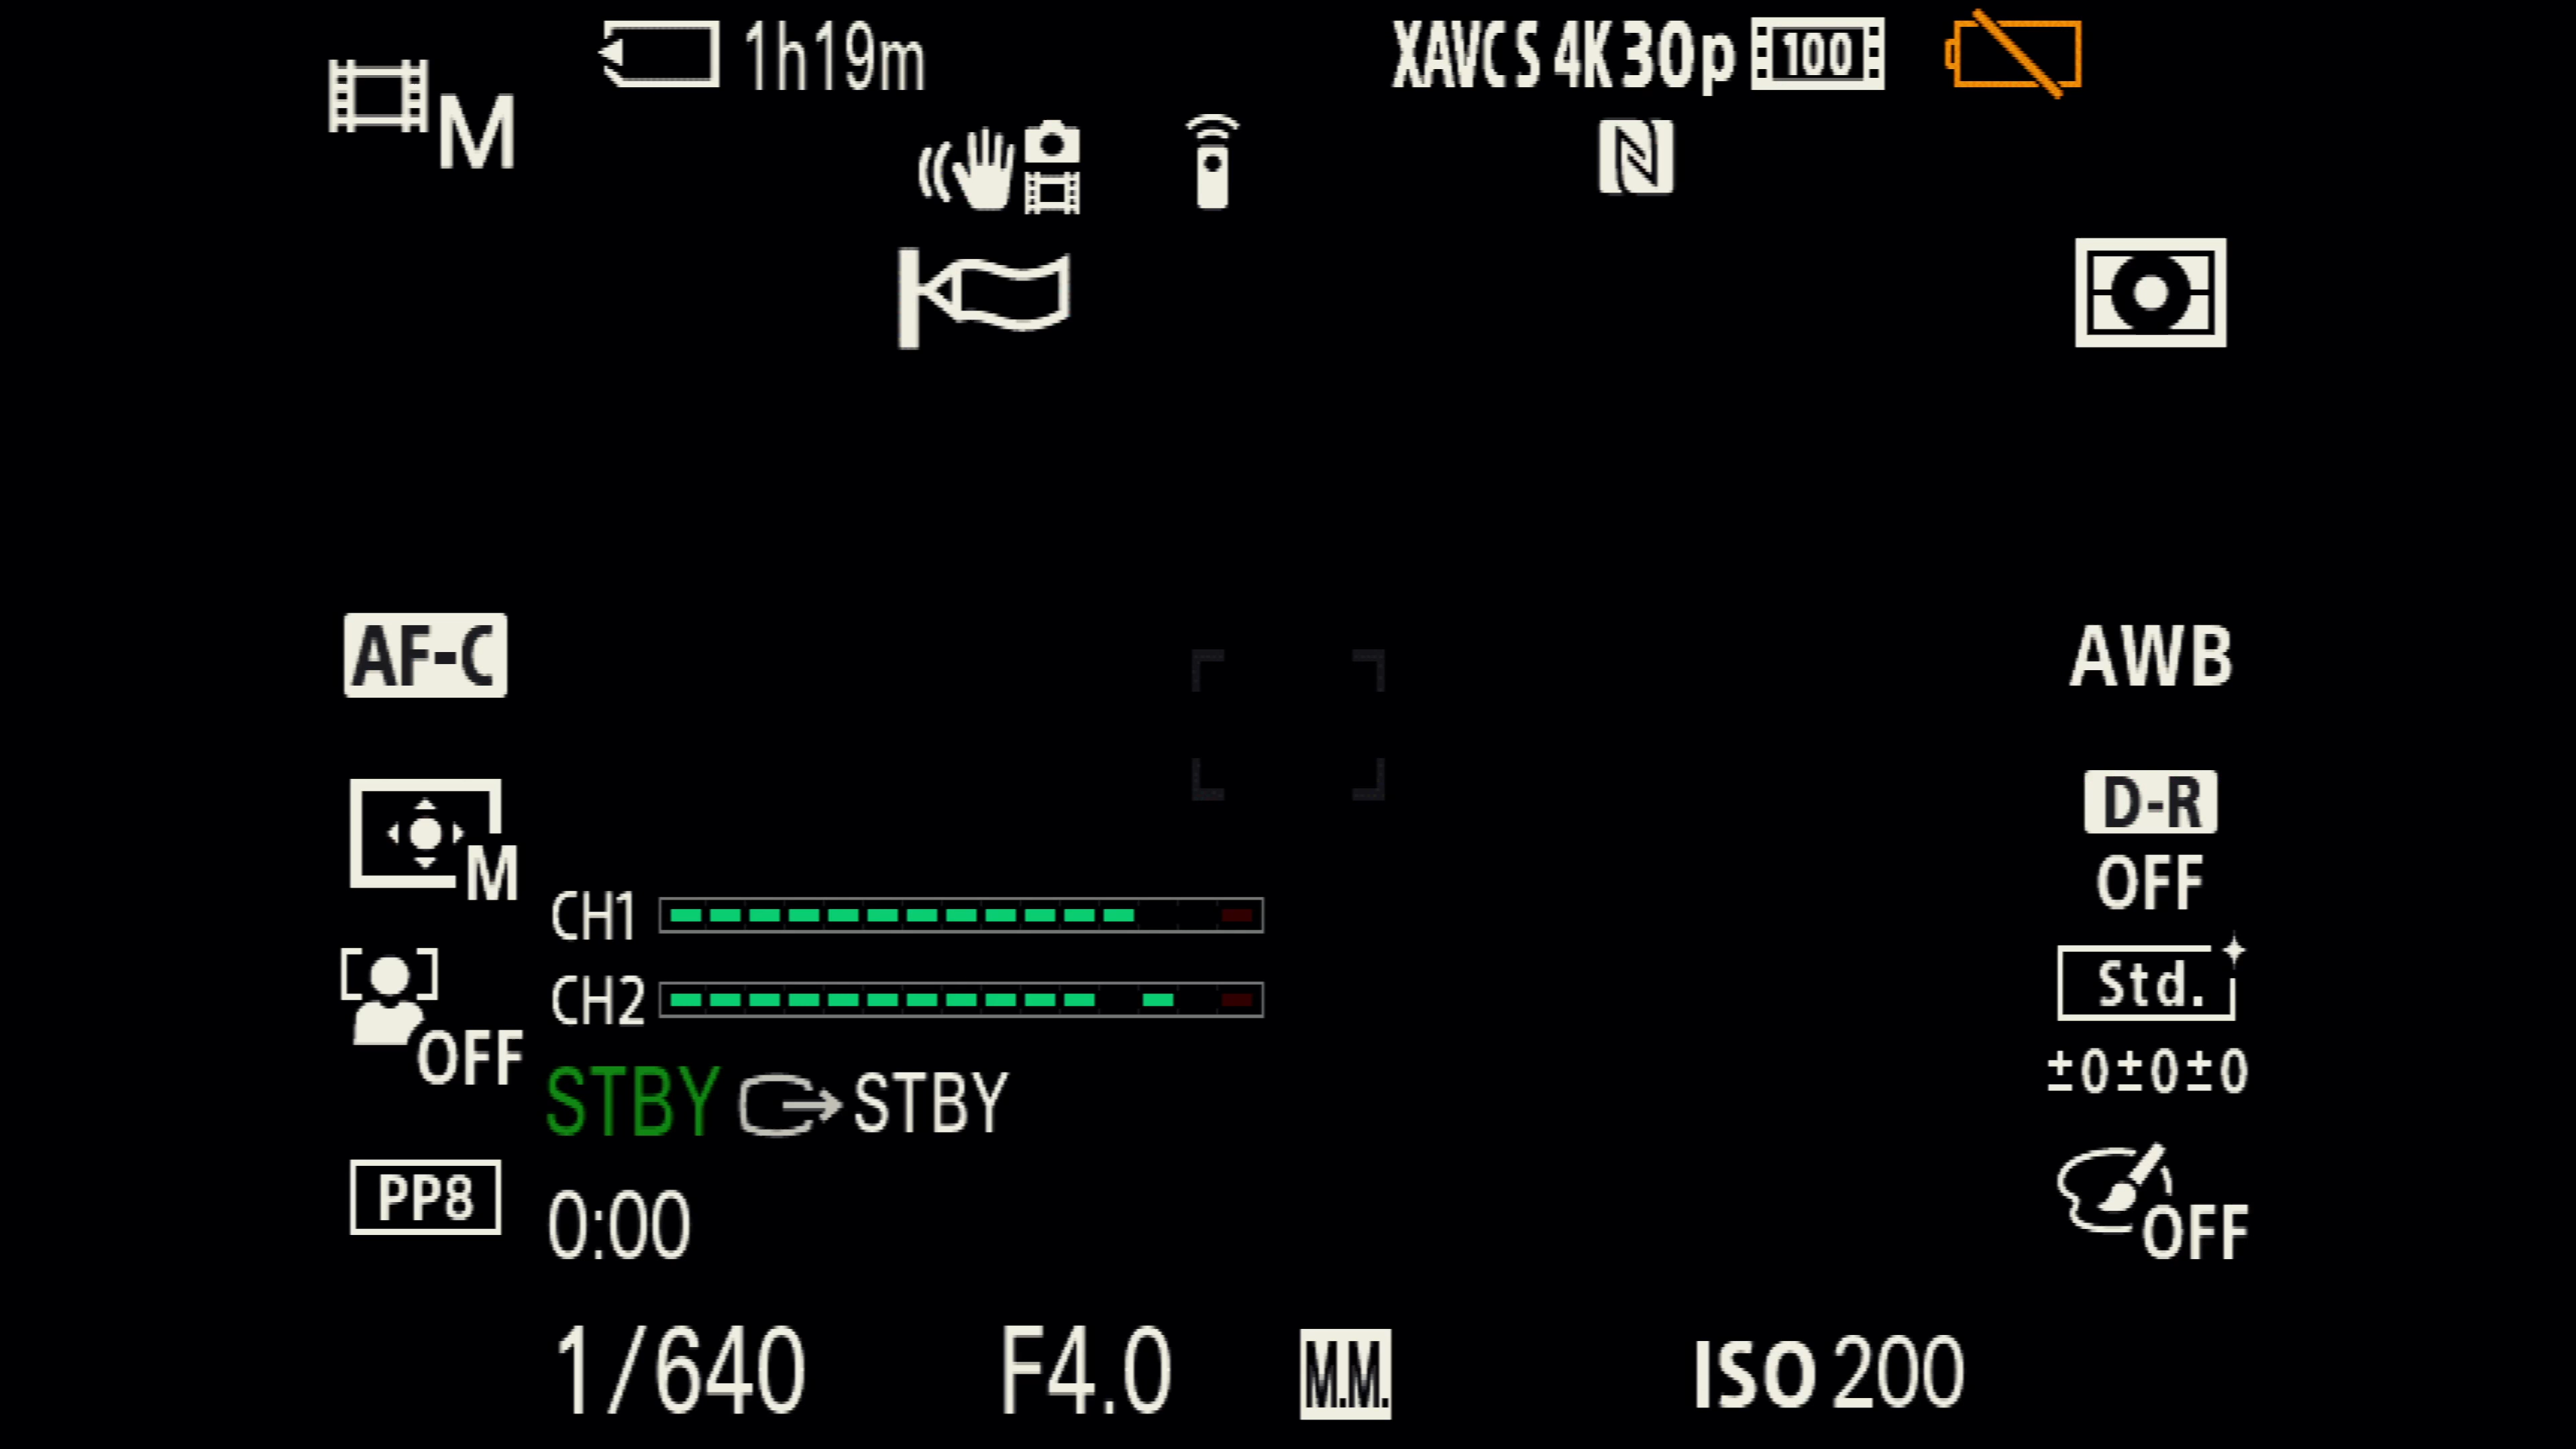 1h19m XAVC S 4K 30p 100
M
N
AF-C AWB
M D-R
OFF
CH1
CH2 Std.
OFF ±0±0±0
STBY STBY
PP8 0:00 OFF
1/640 F4.0 M.M. ISO 200